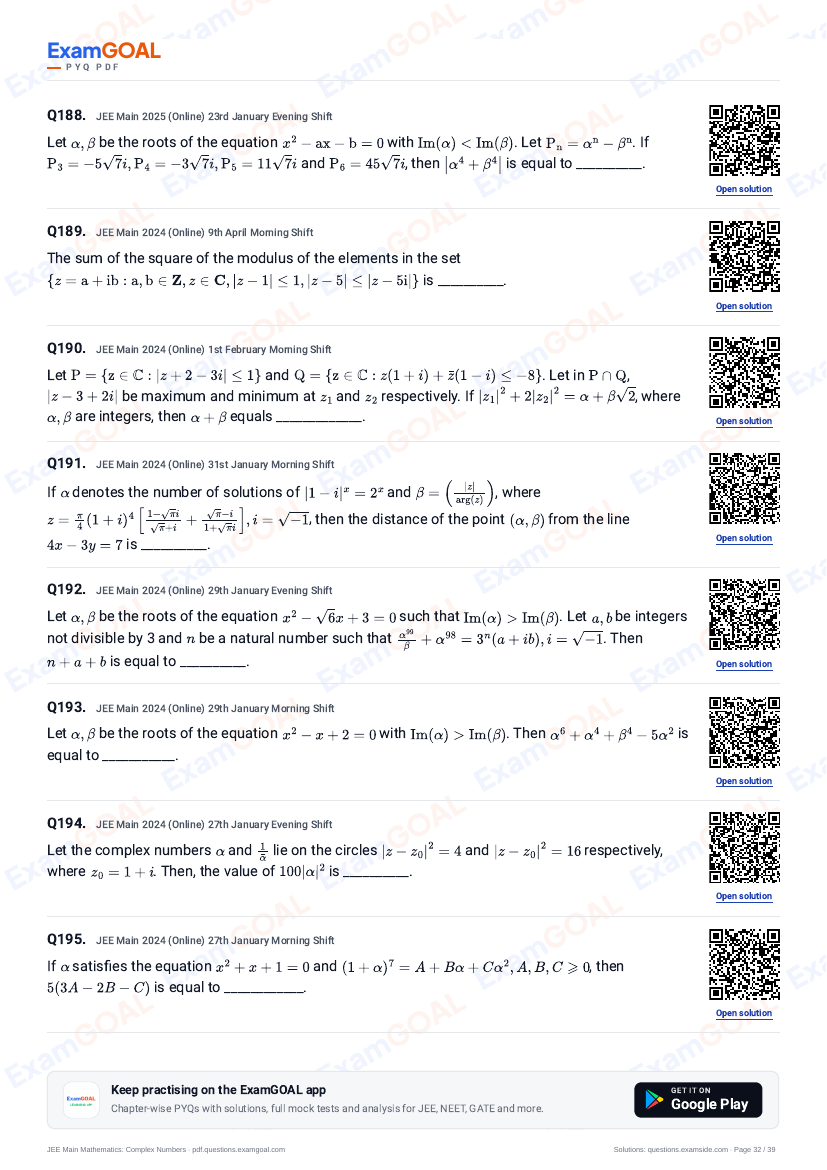 ExamGOAL
PYQ PDF
Q188. JEE Main 2025 (Online) 23rd January Evening Shift
Let α, β be the roots of the equation x² − ax − b = 0 with Im(α) < Im(β). Let Pₙ = αⁿ − βⁿ. If
P₃ = −5√7i, P₄ = −3√7i, P₅ = 11√7i and P₆ = 45√7i, then |α⁴ + β⁴| is equal to __________.
Open solution
Q189. JEE Main 2024 (Online) 9th April Morning Shift
The sum of the square of the modulus of the elements in the set
{z = a + ib : a, b ∈ Z, z ∈ C, |z − 1| ≤ 1, |z − 5| ≤ |z − 5i|} is __________.
Open solution
Q190. JEE Main 2024 (Online) 1st February Morning Shift
Let P = {z ∈ ℂ : |z + 2 − 3i| ≤ 1} and Q = {z ∈ ℂ : z(1 + i) + z̄(1 − i) ≤ −8}. Let in P ∩ Q,
|z − 3 + 2i| be maximum and minimum at z₁ and z₂ respectively. If |z₁|² + 2|z₂|² = α + β√2, where
α, β are integers, then α + β equals _____________.
Open solution
Q191. JEE Main 2024 (Online) 31st January Morning Shift
If α denotes the number of solutions of |1 − i|ˣ = 2ˣ and β = (|z|/arg(z)), where
z = π/4 (1 + i)⁴ [(1−√πi)/(√π+i) + (√π−i)/(1+√πi)], i = √−1, then the distance of the point (α, β) from the line
4x − 3y = 7 is __________.
Open solution
Q192. JEE Main 2024 (Online) 29th January Evening Shift
Let α, β be the roots of the equation x² − √6x + 3 = 0 such that Im(α) > Im(β). Let a, b be integers
not divisible by 3 and n be a natural number such that α⁹⁹/β + α⁹⁸ = 3ⁿ(a + ib), i = √−1. Then
n + a + b is equal to __________.
Open solution
Q193. JEE Main 2024 (Online) 29th January Morning Shift
Let α, β be the roots of the equation x² − x + 2 = 0 with Im(α) > Im(β). Then α⁶ + α⁴ + β⁴ − 5α² is
equal to ___________.
Open solution
Q194. JEE Main 2024 (Online) 27th January Evening Shift
Let the complex numbers α and 1/ᾱ lie on the circles |z − z₀|² = 4 and |z − z₀|² = 16 respectively,
where z₀ = 1 + i. Then, the value of 100|α|² is __________.
Open solution
Q195. JEE Main 2024 (Online) 27th January Morning Shift
If α satisfies the equation x² + x + 1 = 0 and (1 + α)⁷ = A + Bα + Cα², A, B, C ⩾ 0, then
5(3A − 2B − C) is equal to ____________.
Open solution
Keep practising on the ExamGOAL app
Chapter-wise PYQs with solutions, full mock tests and analysis for JEE, NEET, GATE and more.
GET IT ON
Google Play
JEE Main Mathematics: Complex Numbers · pdf.questions.examgoal.com
Solutions: questions.examside.com · Page 32 / 39